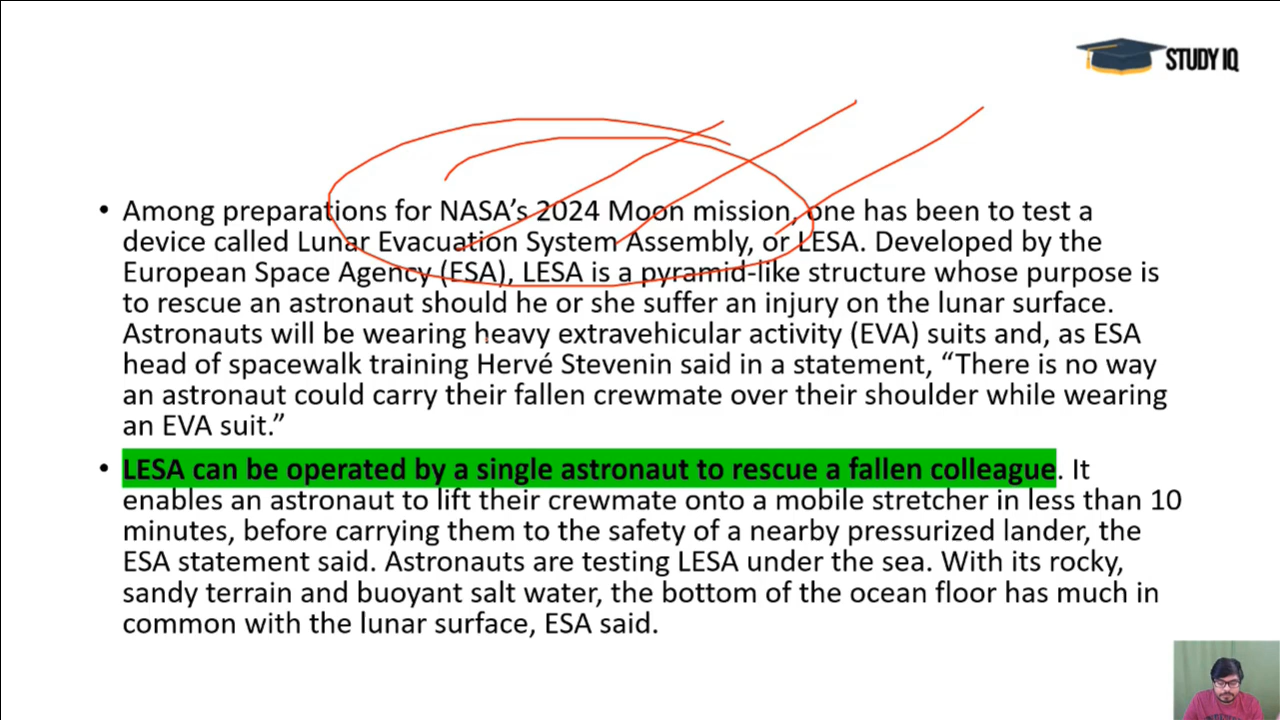 STUDY IQ
• Among preparations for NASA’s 2024 Moon mission, one has been to test a
device called Lunar Evacuation System Assembly, or LESA. Developed by the
European Space Agency (ESA), LESA is a pyramid-like structure whose purpose is
to rescue an astronaut should he or she suffer an injury on the lunar surface.
Astronauts will be wearing heavy extravehicular activity (EVA) suits and, as ESA
head of spacewalk training Hervé Stevenin said in a statement, “There is no way
an astronaut could carry their fallen crewmate over their shoulder while wearing
an EVA suit.”
• LESA can be operated by a single astronaut to rescue a fallen colleague. It
enables an astronaut to lift their crewmate onto a mobile stretcher in less than 10
minutes, before carrying them to the safety of a nearby pressurized lander, the
ESA statement said. Astronauts are testing LESA under the sea. With its rocky,
sandy terrain and buoyant salt water, the bottom of the ocean floor has much in
common with the lunar surface, ESA said.